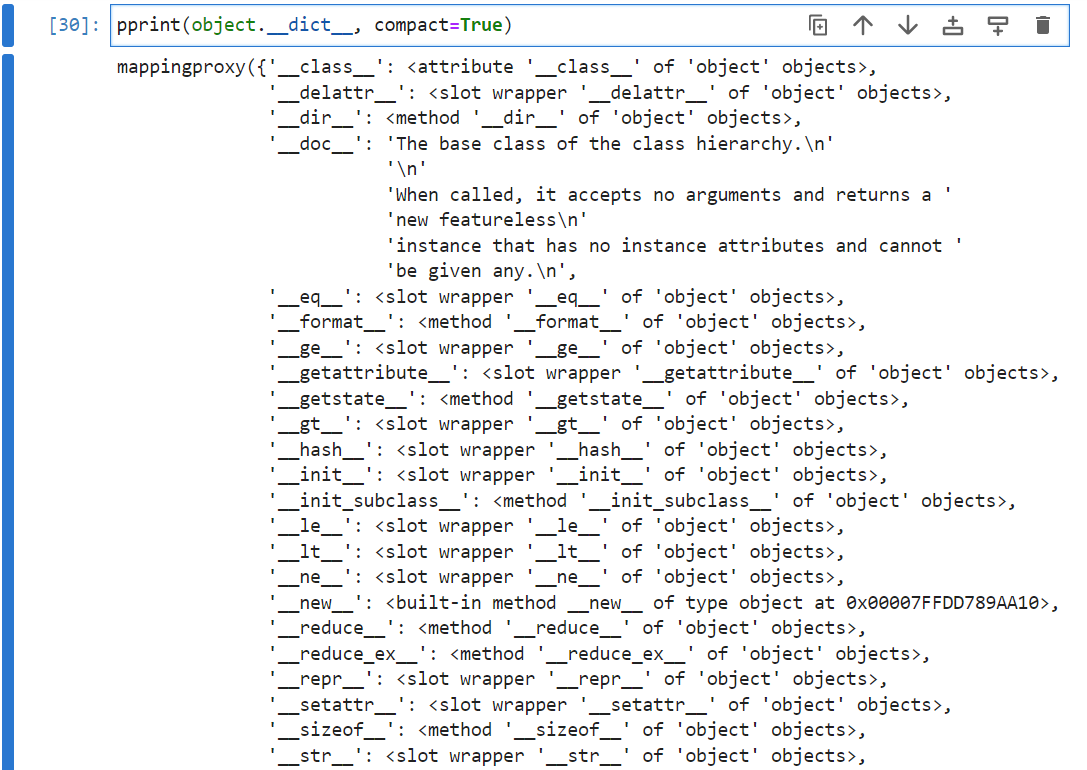 [30]: pprint(object.__dict__, compact=True)
mappingproxy({'__class__': <attribute '__class__' of 'object' objects>,
'__delattr__': <slot wrapper '__delattr__' of 'object' objects>,
'__dir__': <method '__dir__' of 'object' objects>,
'__doc__': 'The base class of the class hierarchy.\n'
'\n'
'When called, it accepts no arguments and returns a '
'new featureless\n'
'instance that has no instance attributes and cannot '
'be given any.\n',
'__eq__': <slot wrapper '__eq__' of 'object' objects>,
'__format__': <method '__format__' of 'object' objects>,
'__ge__': <slot wrapper '__ge__' of 'object' objects>,
'__getattribute__': <slot wrapper '__getattribute__' of 'object' objects>,
'__getstate__': <method '__getstate__' of 'object' objects>,
'__gt__': <slot wrapper '__gt__' of 'object' objects>,
'__hash__': <slot wrapper '__hash__' of 'object' objects>,
'__init__': <slot wrapper '__init__' of 'object' objects>,
'__init_subclass__': <method '__init_subclass__' of 'object' objects>,
'__le__': <slot wrapper '__le__' of 'object' objects>,
'__lt__': <slot wrapper '__lt__' of 'object' objects>,
'__ne__': <slot wrapper '__ne__' of 'object' objects>,
'__new__': <built-in method __new__ of type object at 0x00007FFDD789AA10>,
'__reduce__': <method '__reduce__' of 'object' objects>,
'__reduce_ex__': <method '__reduce_ex__' of 'object' objects>,
'__repr__': <slot wrapper '__repr__' of 'object' objects>,
'__setattr__': <slot wrapper '__setattr__' of 'object' objects>,
'__sizeof__': <method '__sizeof__' of 'object' objects>,
'__str__': <slot wrapper '__str__' of 'object' objects>,